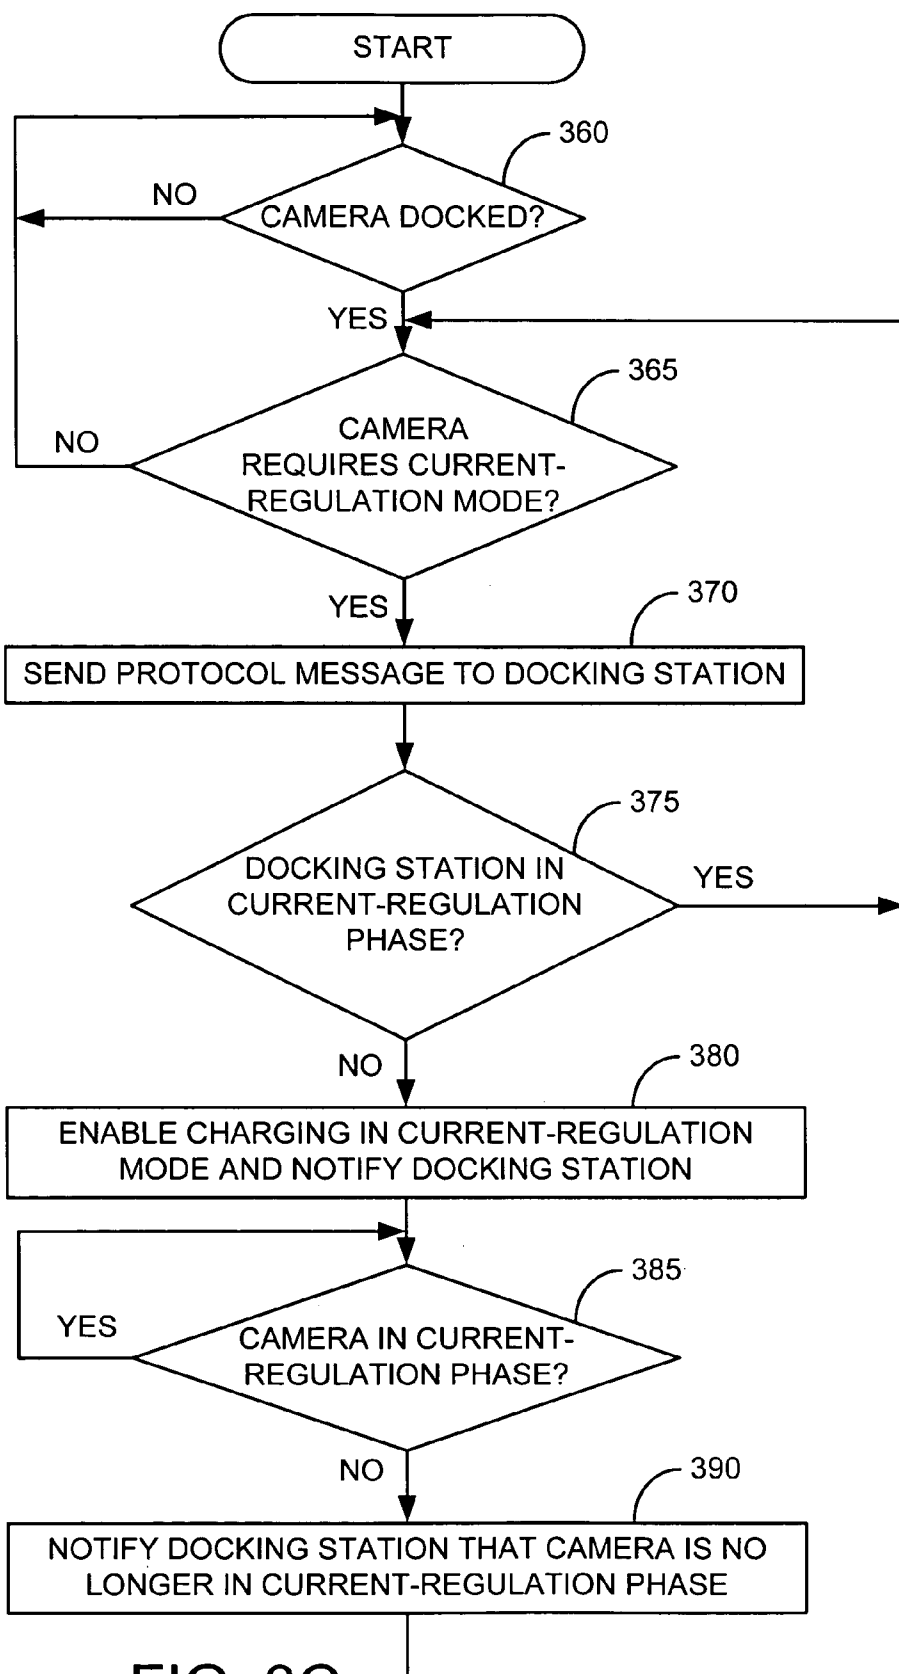 START
360
NO
CAMERA DOCKED?
YES
365
CAMERA
REQUIRES CURRENT-
REGULATION MODE?
NO
YES
370
SEND PROTOCOL MESSAGE TO DOCKING STATION
375
DOCKING STATION IN
CURRENT-REGULATION
PHASE?
YES
NO
380
ENABLE CHARGING IN CURRENT-REGULATION
MODE AND NOTIFY DOCKING STATION
385
YES
CAMERA IN CURRENT-
REGULATION PHASE?
NO
390
NOTIFY DOCKING STATION THAT CAMERA IS NO
LONGER IN CURRENT-REGULATION PHASE